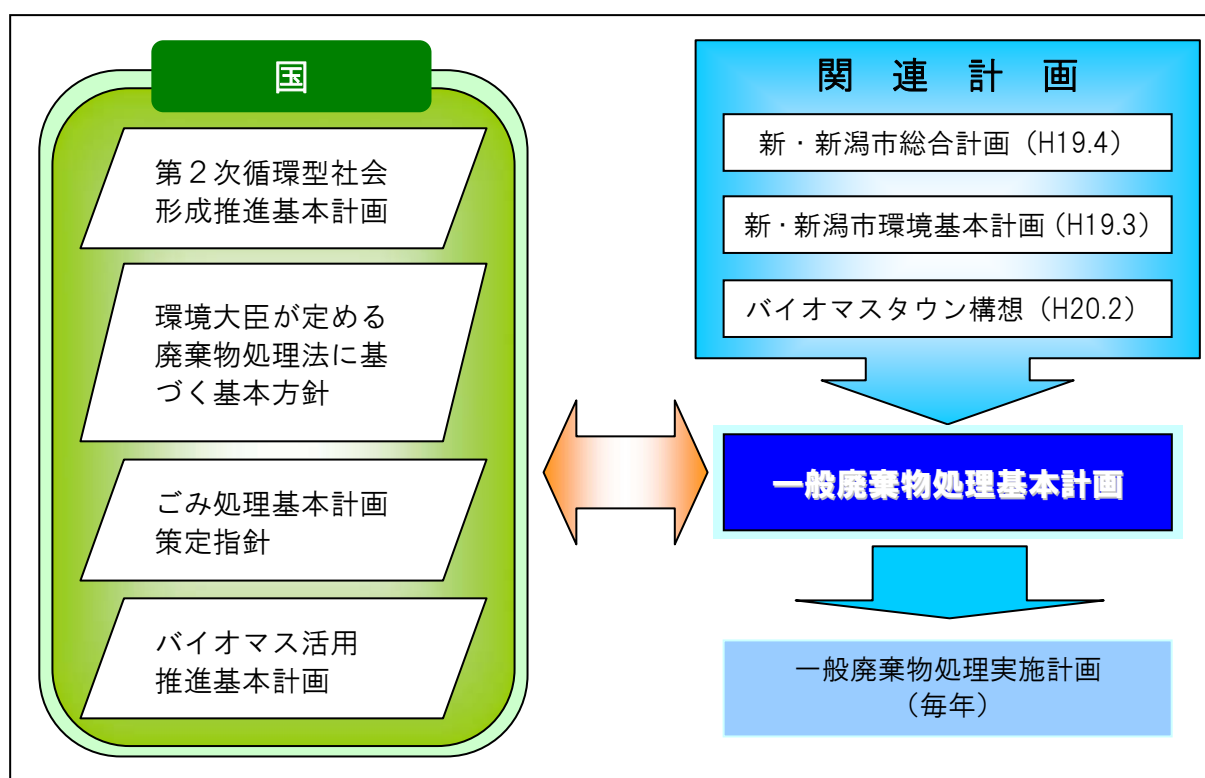 国
第２次循環型社会
形成推進基本計画
環境大臣が定める
廃棄物処理法に基
づく基本方針
ごみ処理基本計画
策定指針
バイオマス活用
推進基本計画
関連計画
新・新潟市総合計画（H19.4）
新・新潟市環境基本計画（H19.3）
バイオマスタウン構想（H20.2）
一般廃棄物処理基本計画
一般廃棄物処理実施計画
（毎年）